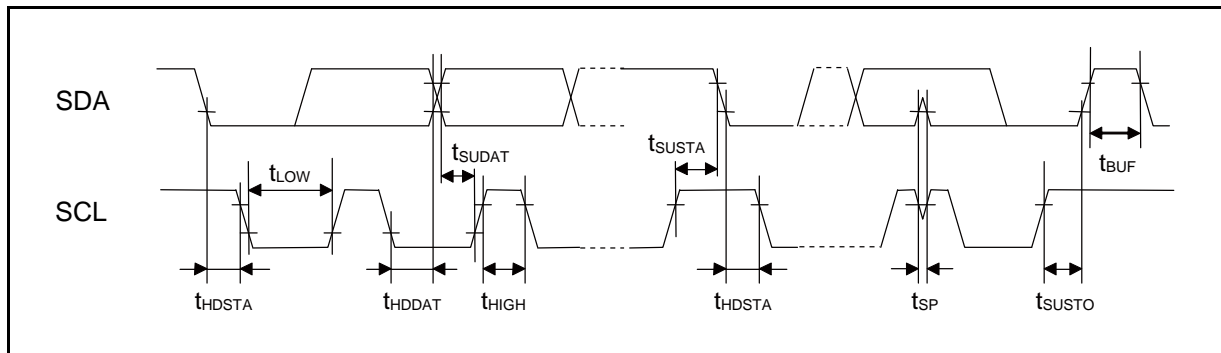 SDA
tSUDAT
tSUSTA
tBUF
tLOW
SCL
tHDSTA
tHDDAT
tHIGH
tHDSTA
tSP
tSUSTO